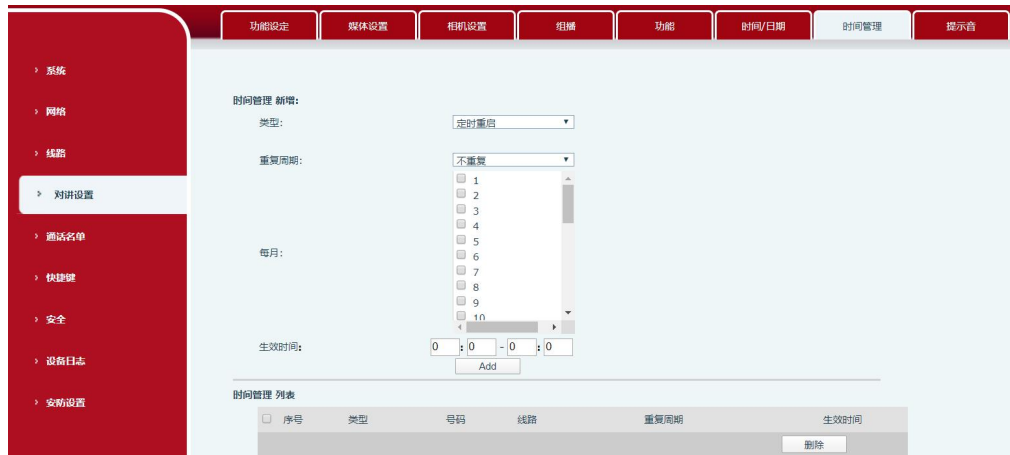 功能设定 媒体设置 相机设置 组播 功能 时间/日期 时间管理 提示音
系统
网络
线路
对讲设置
通话名单
快捷键
安全
设备日志
安防设置
时间管理 新增:
类型: 定时重启
重复周期: 不重复
1
2
3
4
5
每月: 6
7
8
9
10
生效时间: 0 : 0 - 0 : 0
Add
时间管理 列表
序号 类型 号码 线路 重复周期 生效时间
删除